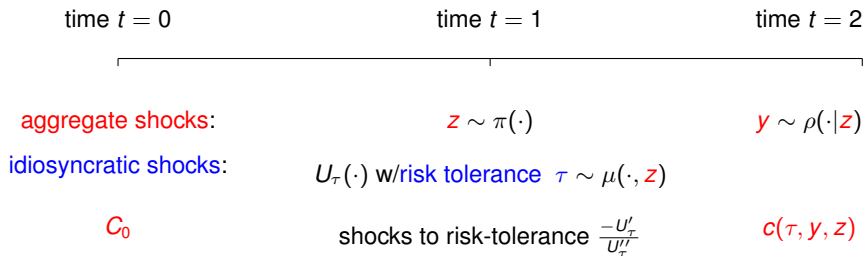 time t = 0 time t = 1 time t = 2
aggregate shocks: z ∼ π(·) y ∼ ρ(·|z)
idiosyncratic shocks: U_τ(·) w/risk tolerance τ ∼ μ(·, z)
C_0 shocks to risk-tolerance \frac{-U'_τ}{U''_τ} c(τ, y, z)